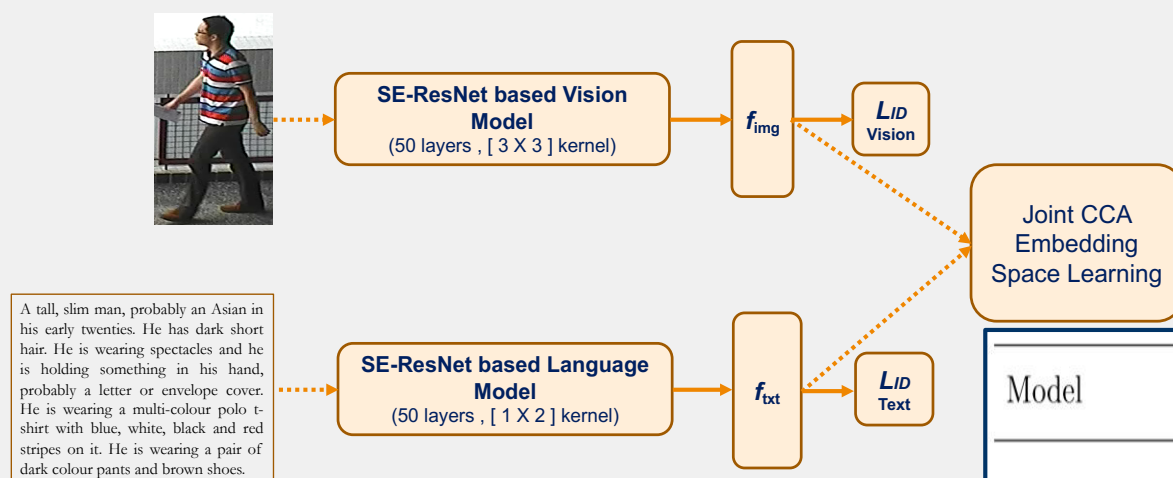 SE-ResNet based Vision
Model
(50 layers , [ 3 X 3 ] kernel)
f img
LID
Vision
Joint CCA
Embedding
Space Learning
A tall, slim man, probably an Asian in
his early twenties. He has dark short
hair. He is wearing spectacles and he
is holding something in his hand,
probably a letter or envelope cover.
He is wearing a multi-colour polo t-
shirt with blue, white, black and red
stripes on it. He is wearing a pair of
dark colour pants and brown shoes.
SE-ResNet based Language
Model
(50 layers , [ 1 X 2 ] kernel)
f txt
LID
Text
Model